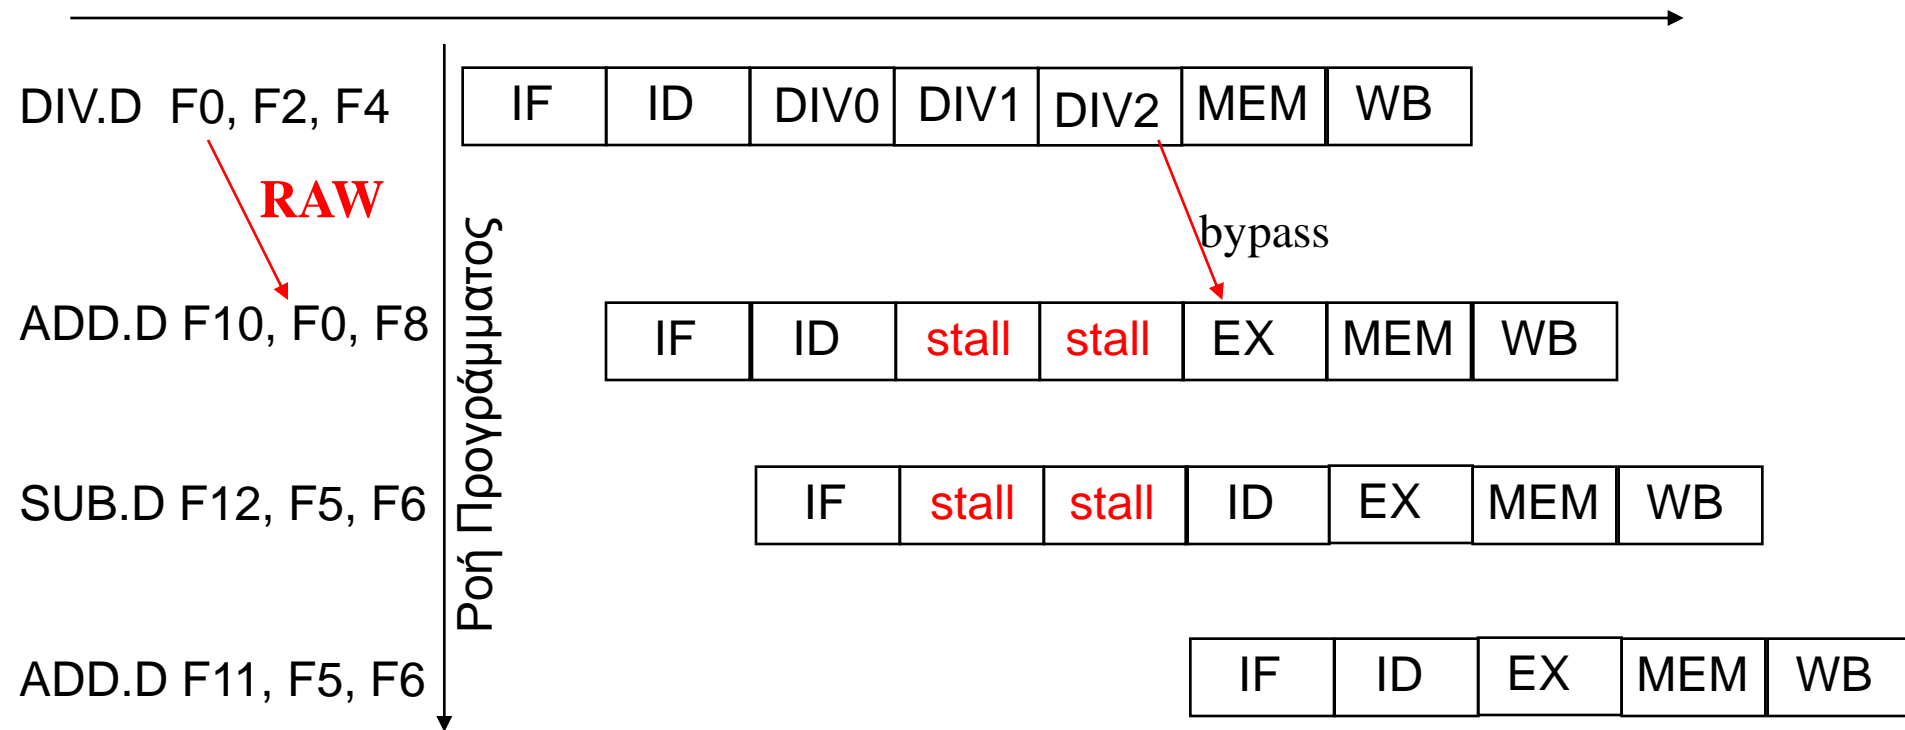 DIV.D F0, F2, F4 IF ID DIV0 DIV1 DIV2 MEM WB
RAW
bypass
Ροή Προγράμματος
ADD.D F10, F0, F8 IF ID stall stall EX MEM WB
SUB.D F12, F5, F6 IF stall stall ID EX MEM WB
ADD.D F11, F5, F6 IF ID EX MEM WB